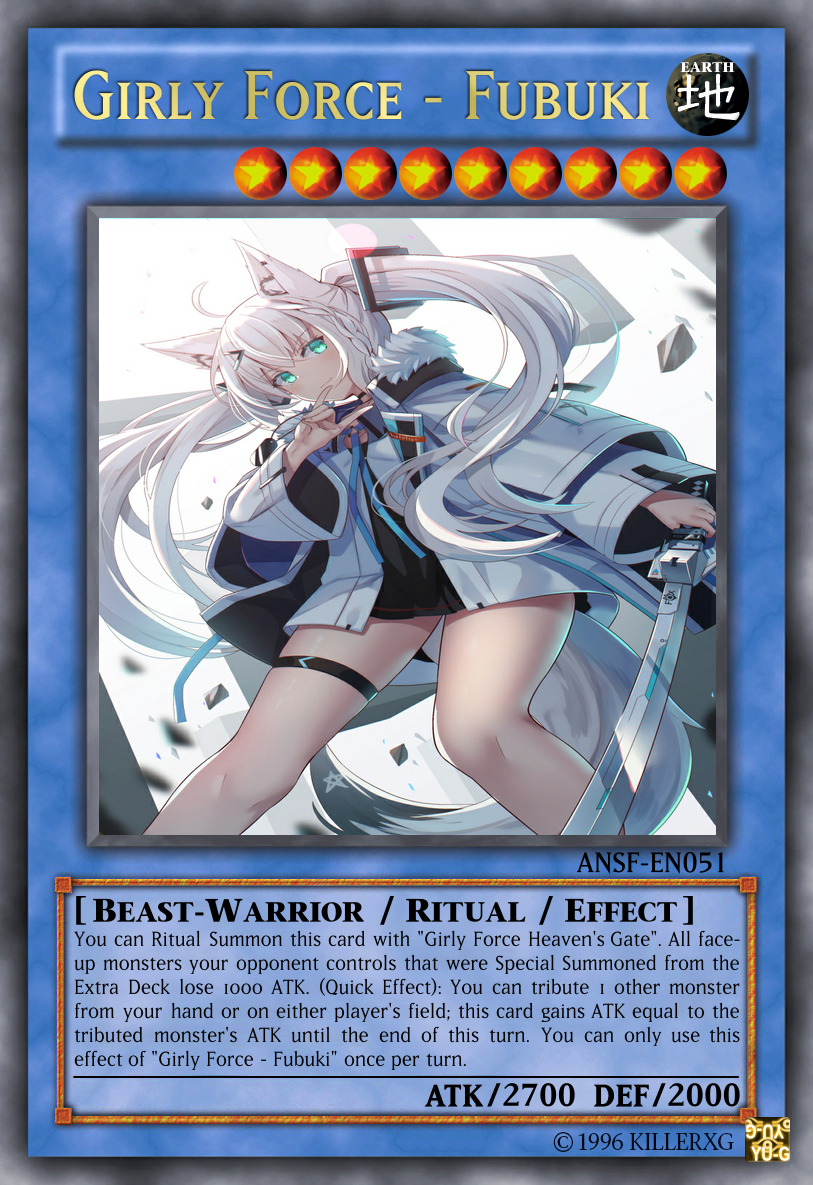 Girly Force - Fubuki
EARTH
地
ANSF-EN051
[ Beast-Warrior / Ritual / Effect ]
You can Ritual Summon this card with "Girly Force Heaven's Gate". All face-
up monsters your opponent controls that were Special Summoned from the
Extra Deck lose 1000 ATK. (Quick Effect): You can tribute 1 other monster
from your hand or on either player's field; this card gains ATK equal to the
tributed monster's ATK until the end of this turn. You can only use this
effect of "Girly Force - Fubuki" once per turn.
ATK/2700 DEF/2000
© 1996 KILLERXG